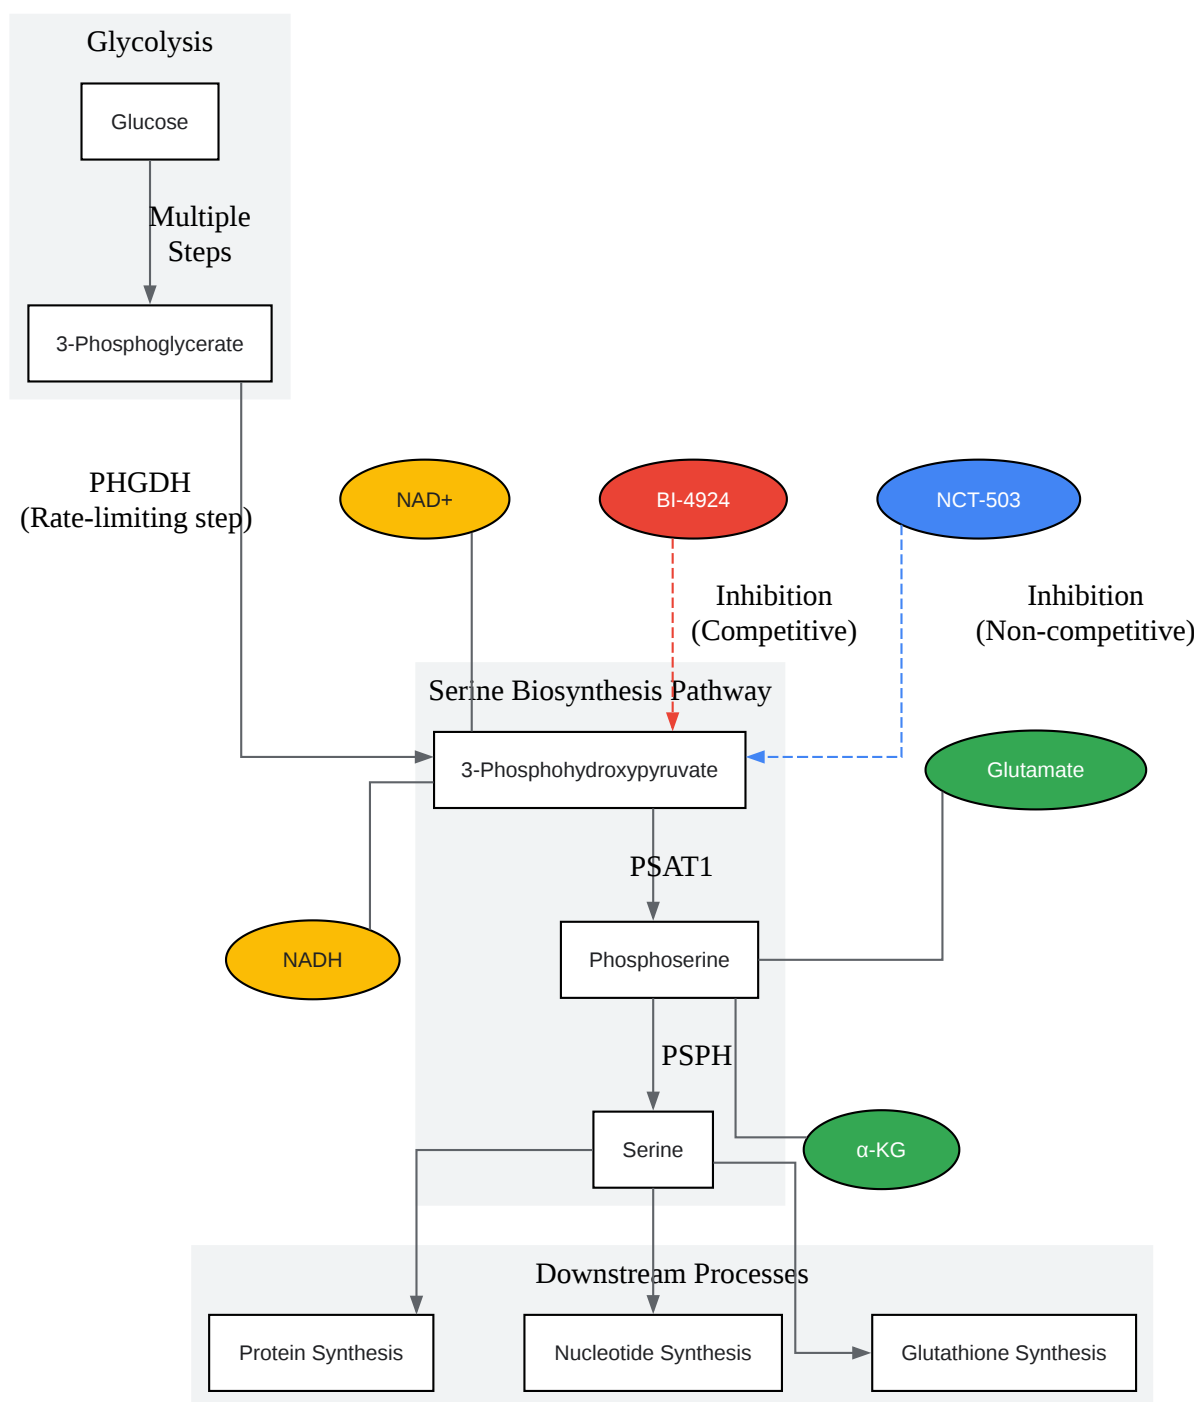 Glycolysis
Glucose
Multiple
Steps
3-Phosphoglycerate
PHGDH
(Rate-limiting step)
NAD+
BI-4924
NCT-503
Inhibition
(Competitive)
Inhibition
(Non-competitive)
Serine Biosynthesis Pathway
3-Phosphohydroxypyruvate
Glutamate
PSAT1
NADH
Phosphoserine
PSPH
Serine
α-KG
Downstream Processes
Protein Synthesis
Nucleotide Synthesis
Glutathione Synthesis